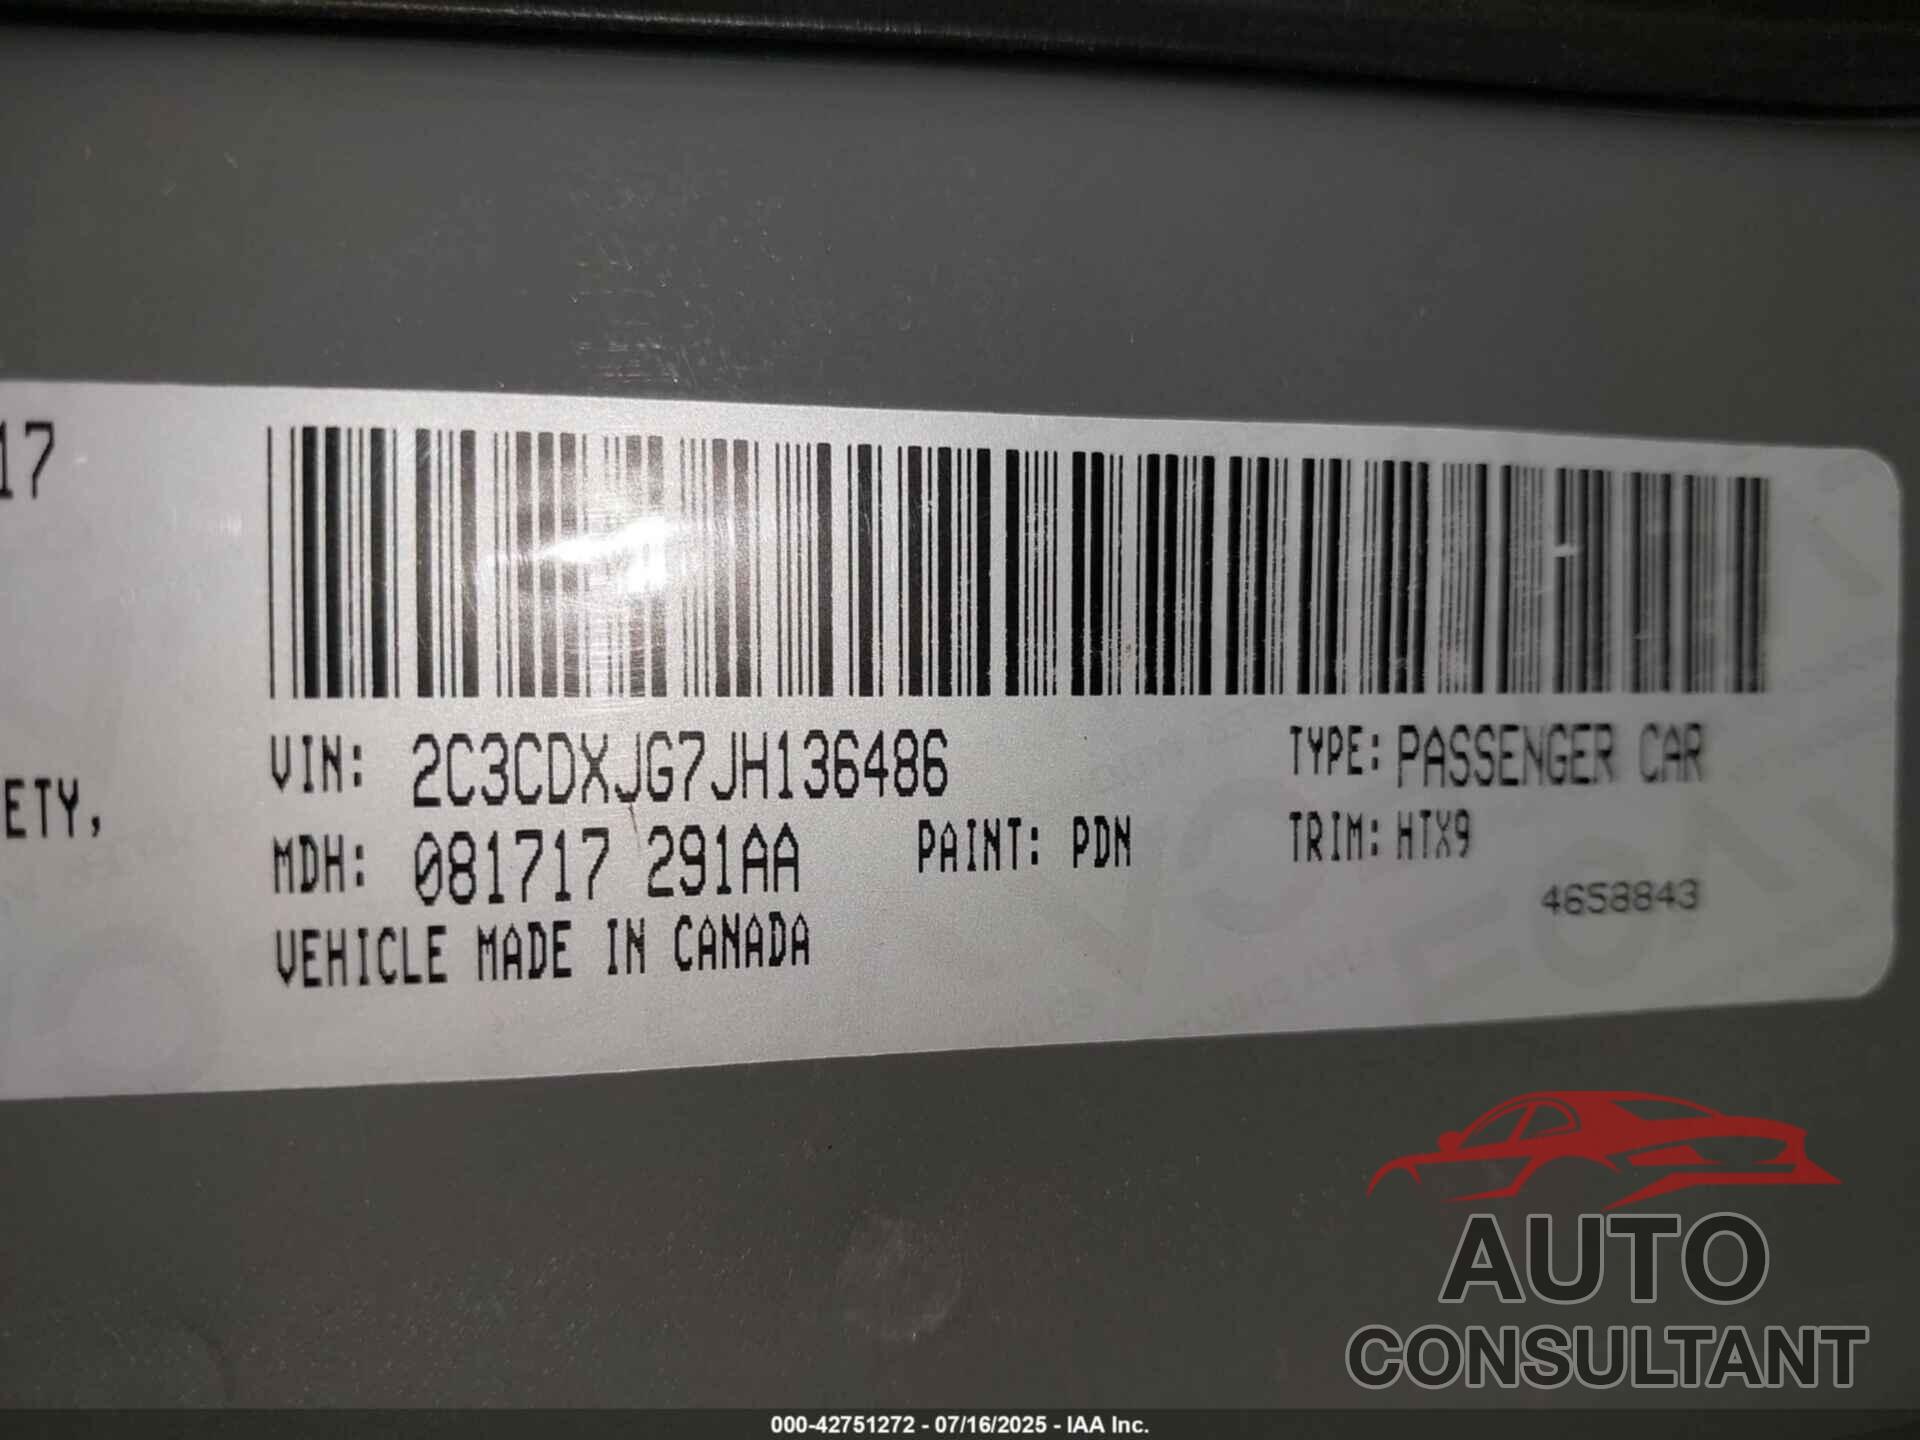 17
ETY,
VIN: 2C3CDXJG7JH136486
TYPE: PASSENGER CAR
MDH: 081717 291AA
PAINT: PDN
TRIM: HTX9
4658843
VEHICLE MADE IN CANADA
AUTO
CONSULTANT
000-42751272 - 07/16/2025 - IAA Inc.